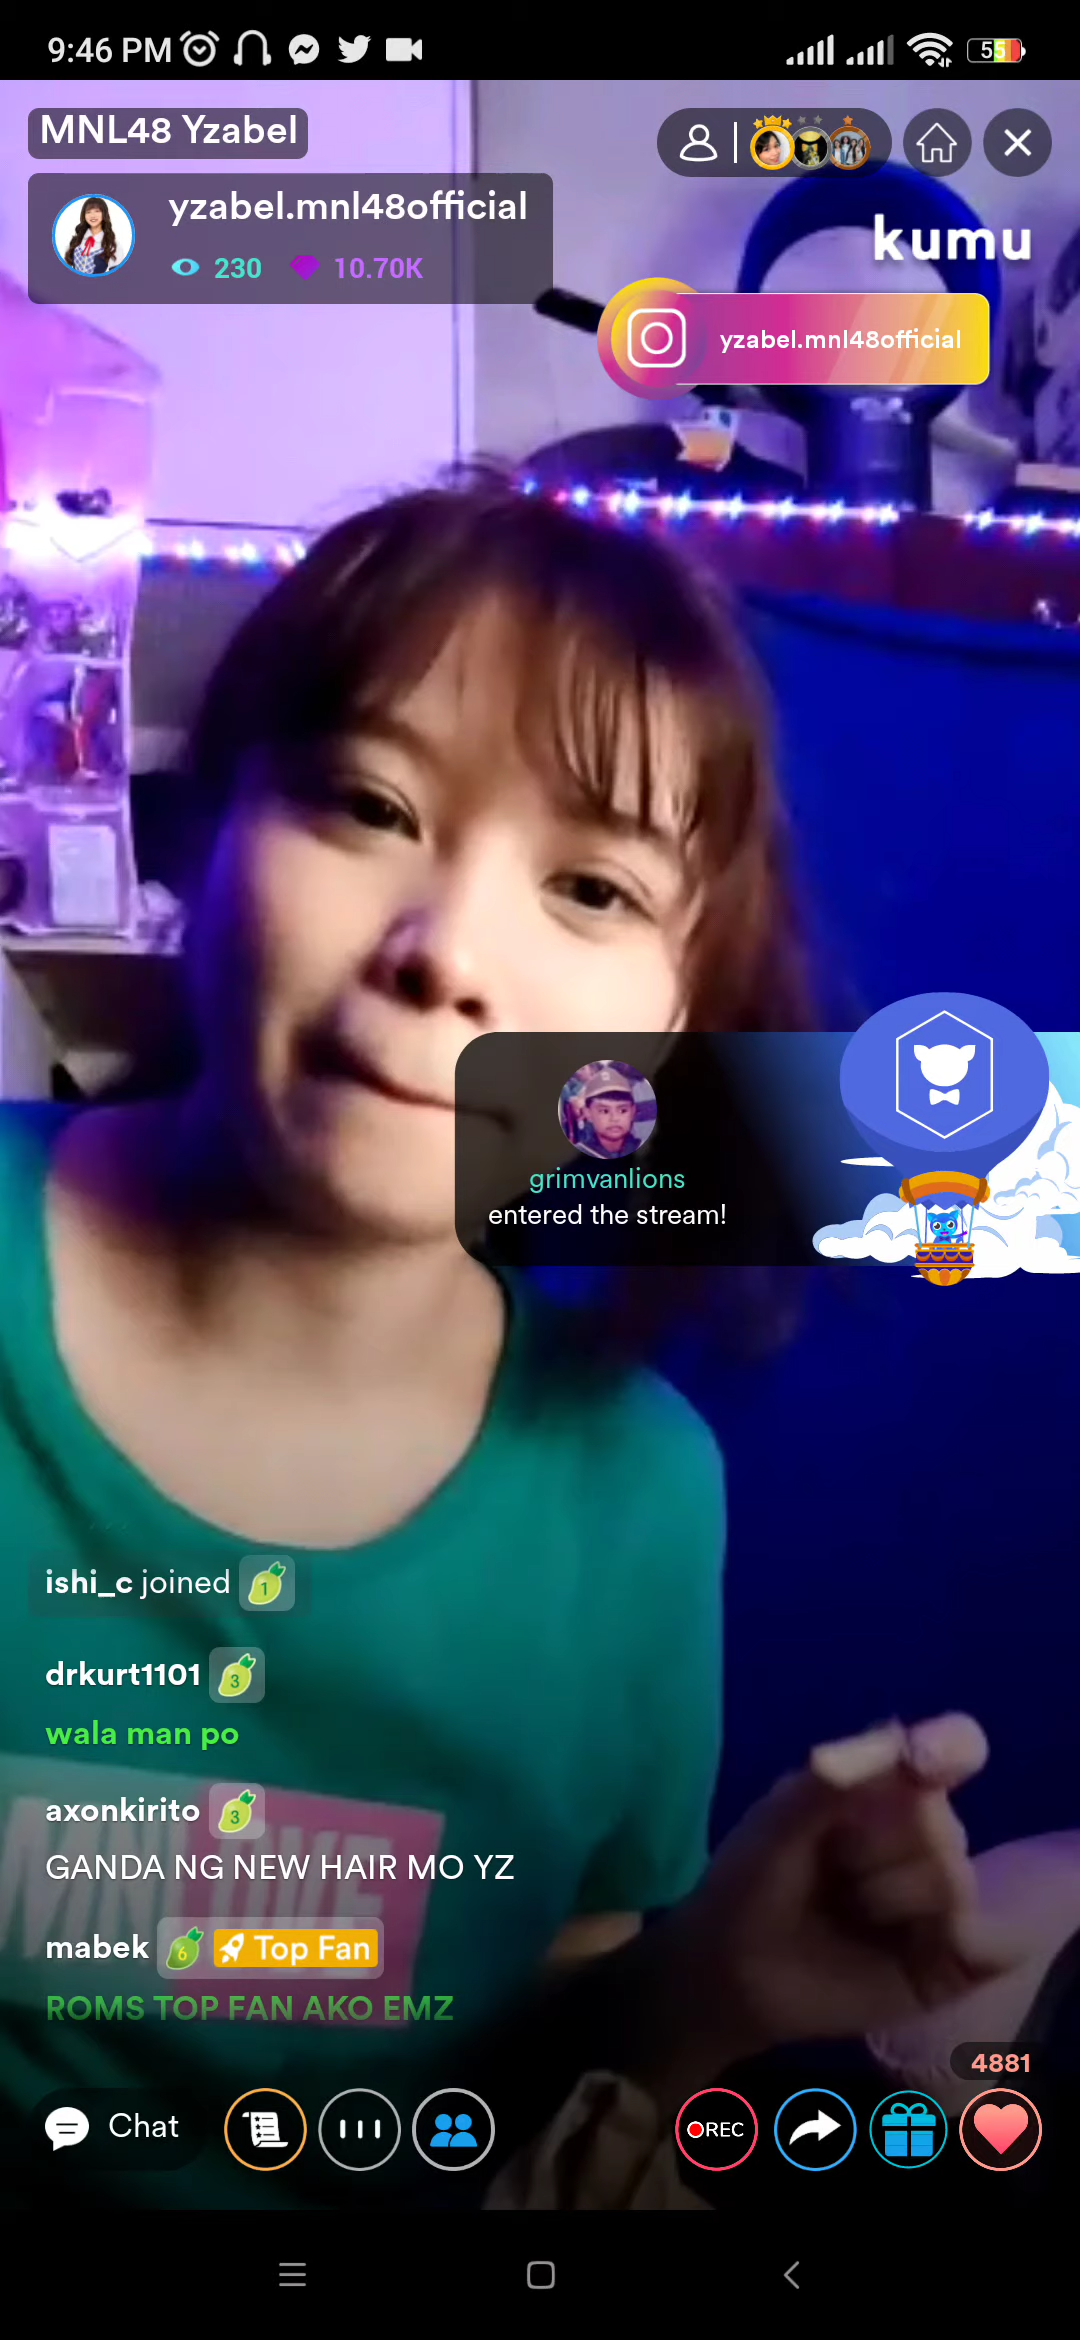 9:46 PM
55
MNL48 Yzabel
yzabel.mnl48official
230
10.70K
kumu
yzabel.mnl48official
grimvanlions
entered the stream!
ishi_c joined 1
drkurt1101 3
wala man po
axonkirito 3
GANDA NG NEW HAIR MO YZ
MNL LOVE
mabek 6 Top Fan
ROMS TOP FAN AKO EMZ
4881
Chat
REC